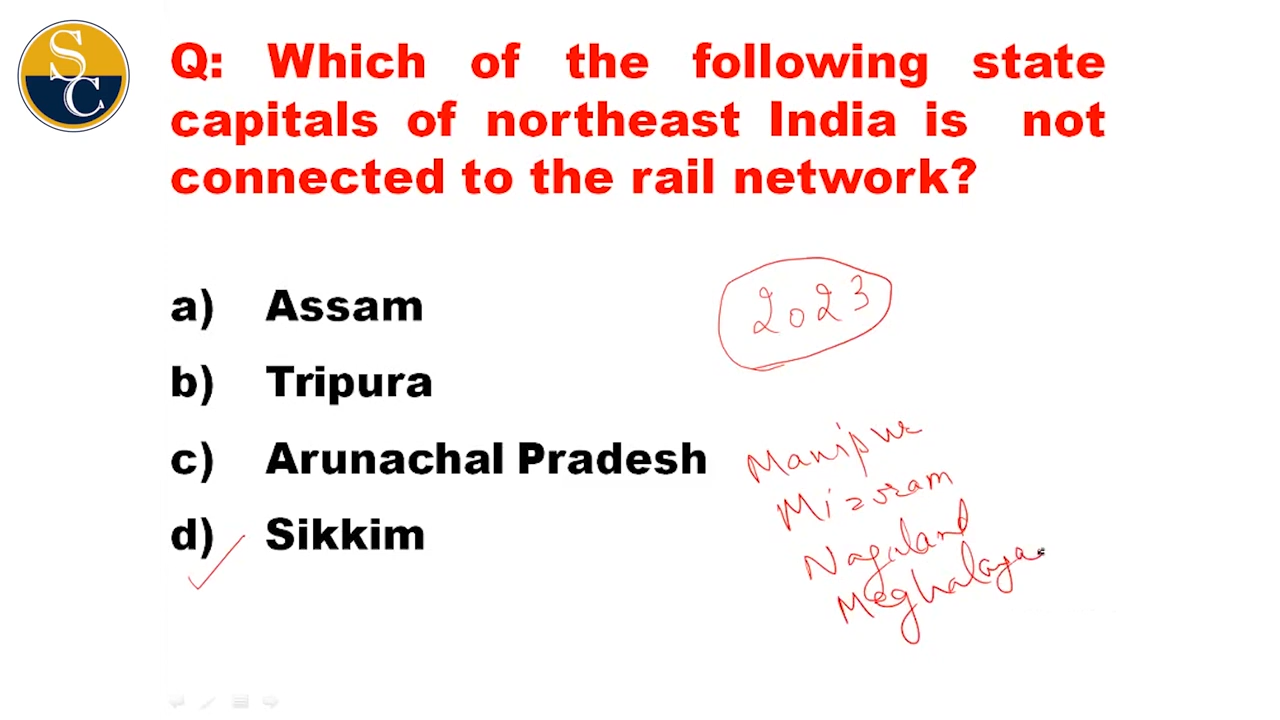 SC
Q: Which of the following state
capitals of northeast India is not
connected to the rail network?
a) Assam
2023
b) Tripura
c) Arunachal Pradesh
Manipur
Mizoram
d) Sikkim
Nagaland
Meghalaya